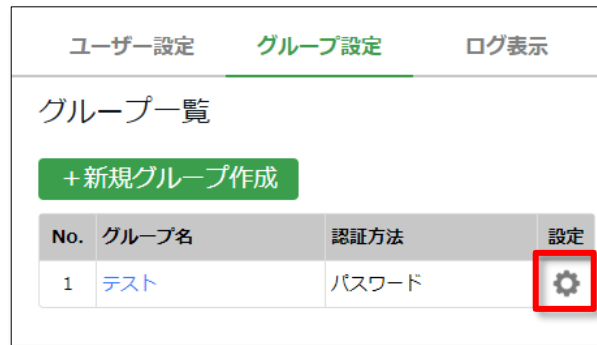 ユーザー設定 グループ設定 ログ表示
グループ一覧
＋新規グループ作成
No. グループ名 認証方法 設定
1 テスト パスワード